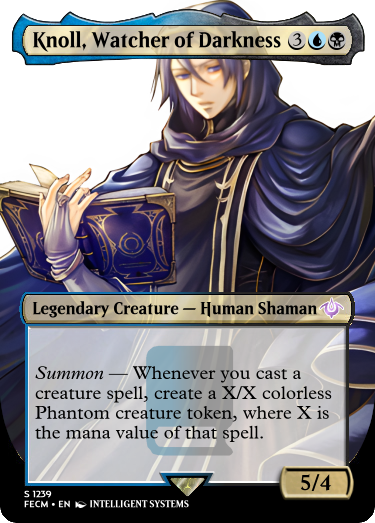 Knoll, Watcher of Darkness 3
Legendary Creature — Human Shaman
Summon — Whenever you cast a
creature spell, create a X/X colorless
Phantom creature token, where X is
the mana value of that spell.
5/4
S 1239
FECM • EN INTELLIGENT SYSTEMS